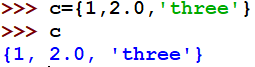 >>> c={1,2.0,'three'}
>>> c
{1, 2.0, 'three'}